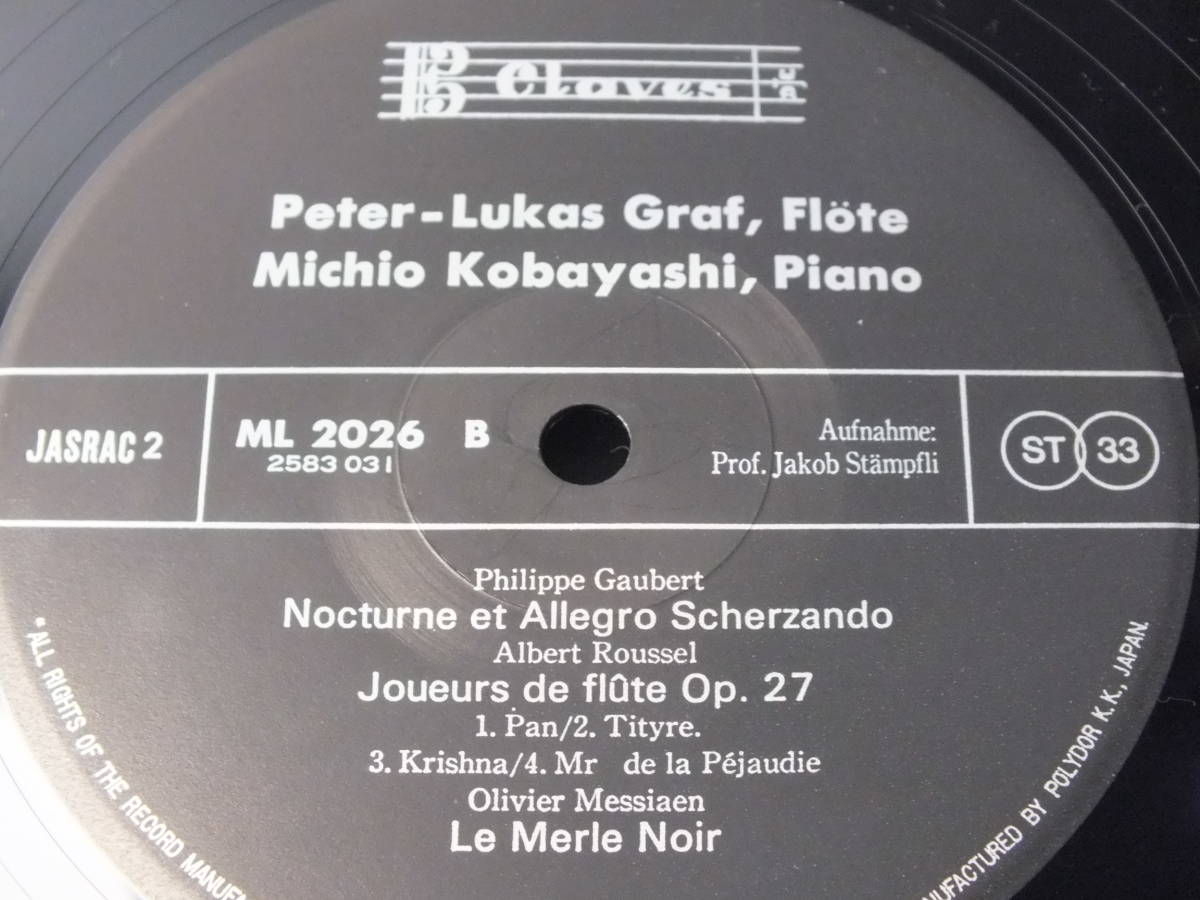 Claves
Peter-Lukas Graf, Flöte
Michio Kobayashi, Piano
JASRAC 2
ML 2026 B
2583 031
Aufnahme:
Prof. Jakob Stämpfli
ST 33
Philippe Gaubert
Nocturne et Allegro Scherzando
Albert Roussel
Joueurs de flûte Op. 27
1. Pan/2. Tityre.
3. Krishna/4. Mr de la Péjaudie
Olivier Messiaen
Le Merle Noir
"ALL RIGHTS OF THE RECORD
BY POLYDOR K.K., JAPAN.